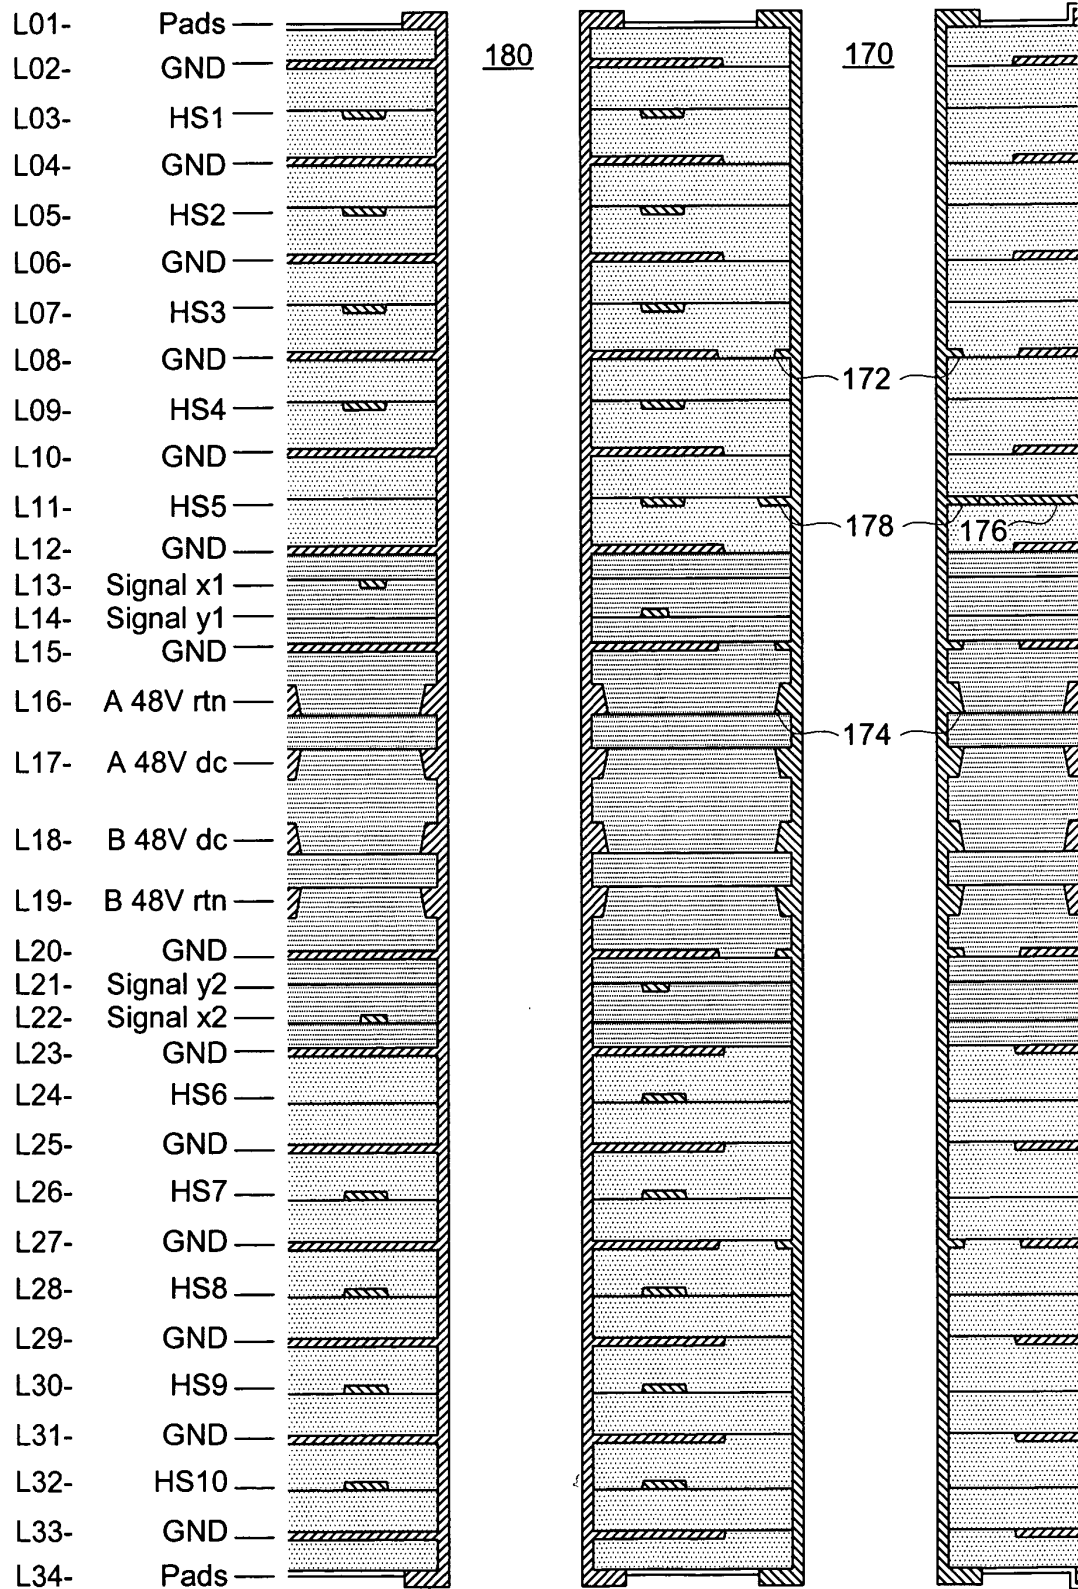 L01- Pads
180
170
L02- GND
L03- HS1
L04- GND
L05- HS2
L06- GND
L07- HS3
L08- GND
172
L09- HS4
L10- GND
L11- HS5
178
176
L12- GND
L13- Signal x1
L14- Signal y1
L15- GND
L16- A 48V rtn
174
L17- A 48V dc
L18- B 48V dc
L19- B 48V rtn
L20- GND
L21- Signal y2
L22- Signal x2
L23- GND
L24- HS6
L25- GND
L26- HS7
L27- GND
L28- HS8
L29- GND
L30- HS9
L31- GND
L32- HS10
L33- GND
L34- Pads